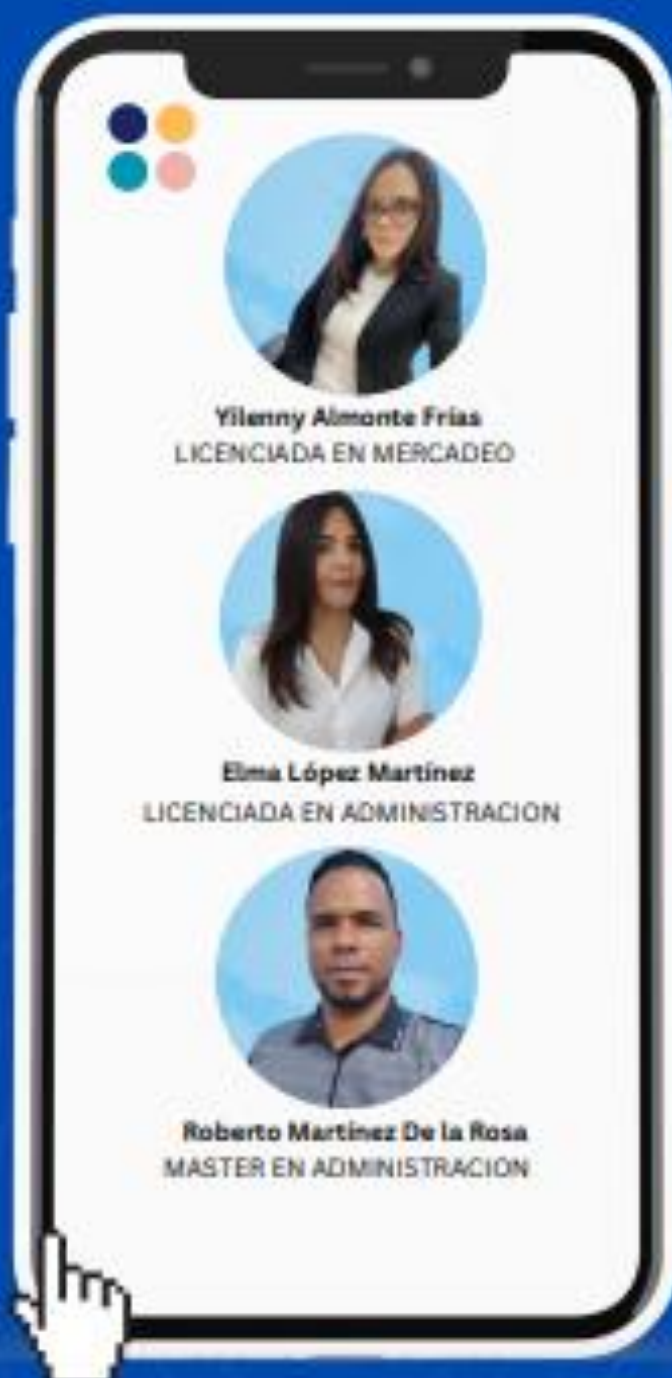 Yilenny Almonte Frías
LICENCIADA EN MERCADEO
Elma López Martínez
LICENCIADA EN ADMINISTRACION
Roberto Martínez De la Rosa
MASTER EN ADMINISTRACION